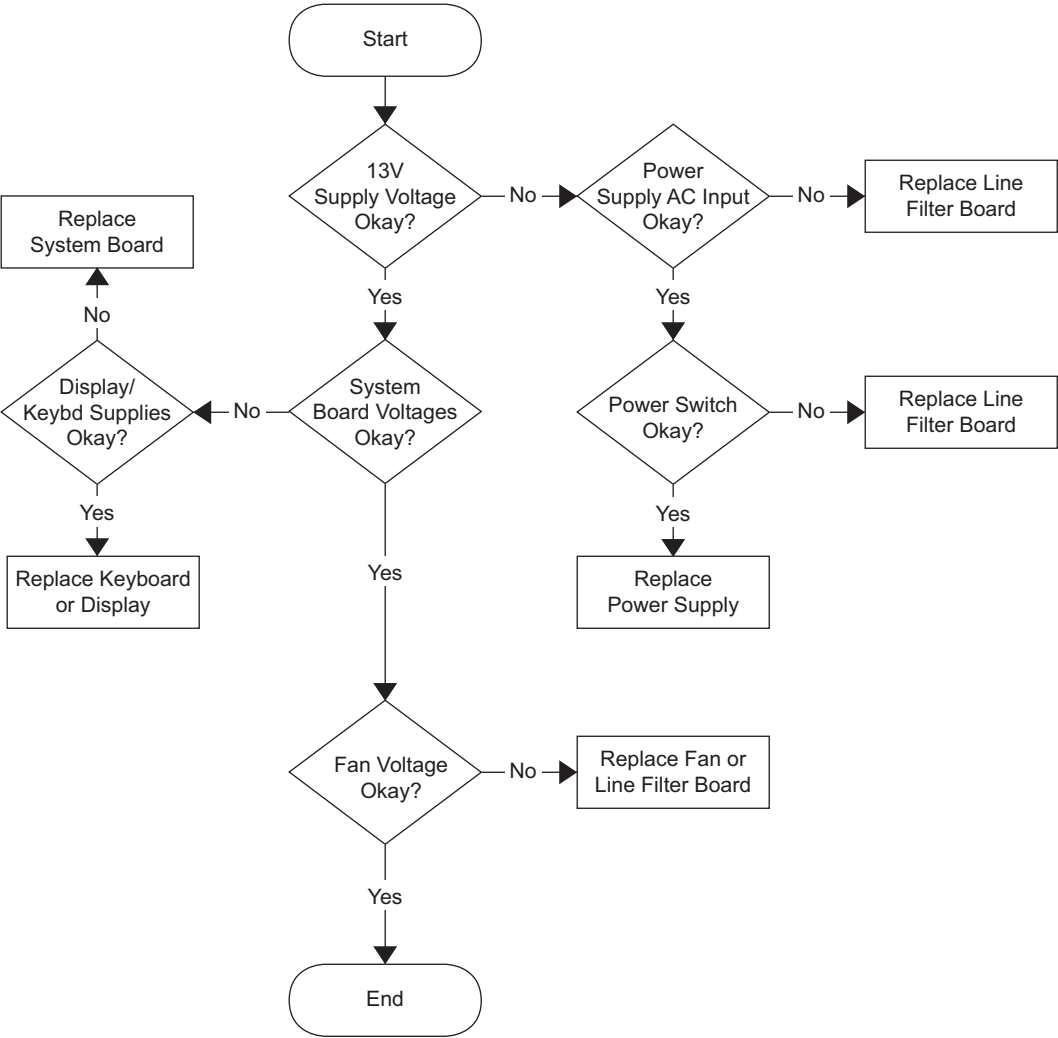 Start
13V
Supply Voltage
Okay?
No
Power
Supply AC Input
Okay?
No
Replace Line
Filter Board
Replace
System Board
Yes
Yes
No
Display/
Keybd Supplies
Okay?
No
System
Board Voltages
Okay?
Power Switch
Okay?
No
Replace Line
Filter Board
Yes
Yes
Replace Keyboard
or Display
Yes
Replace
Power Supply
Fan Voltage
Okay?
No
Replace Fan or
Line Filter Board
Yes
End